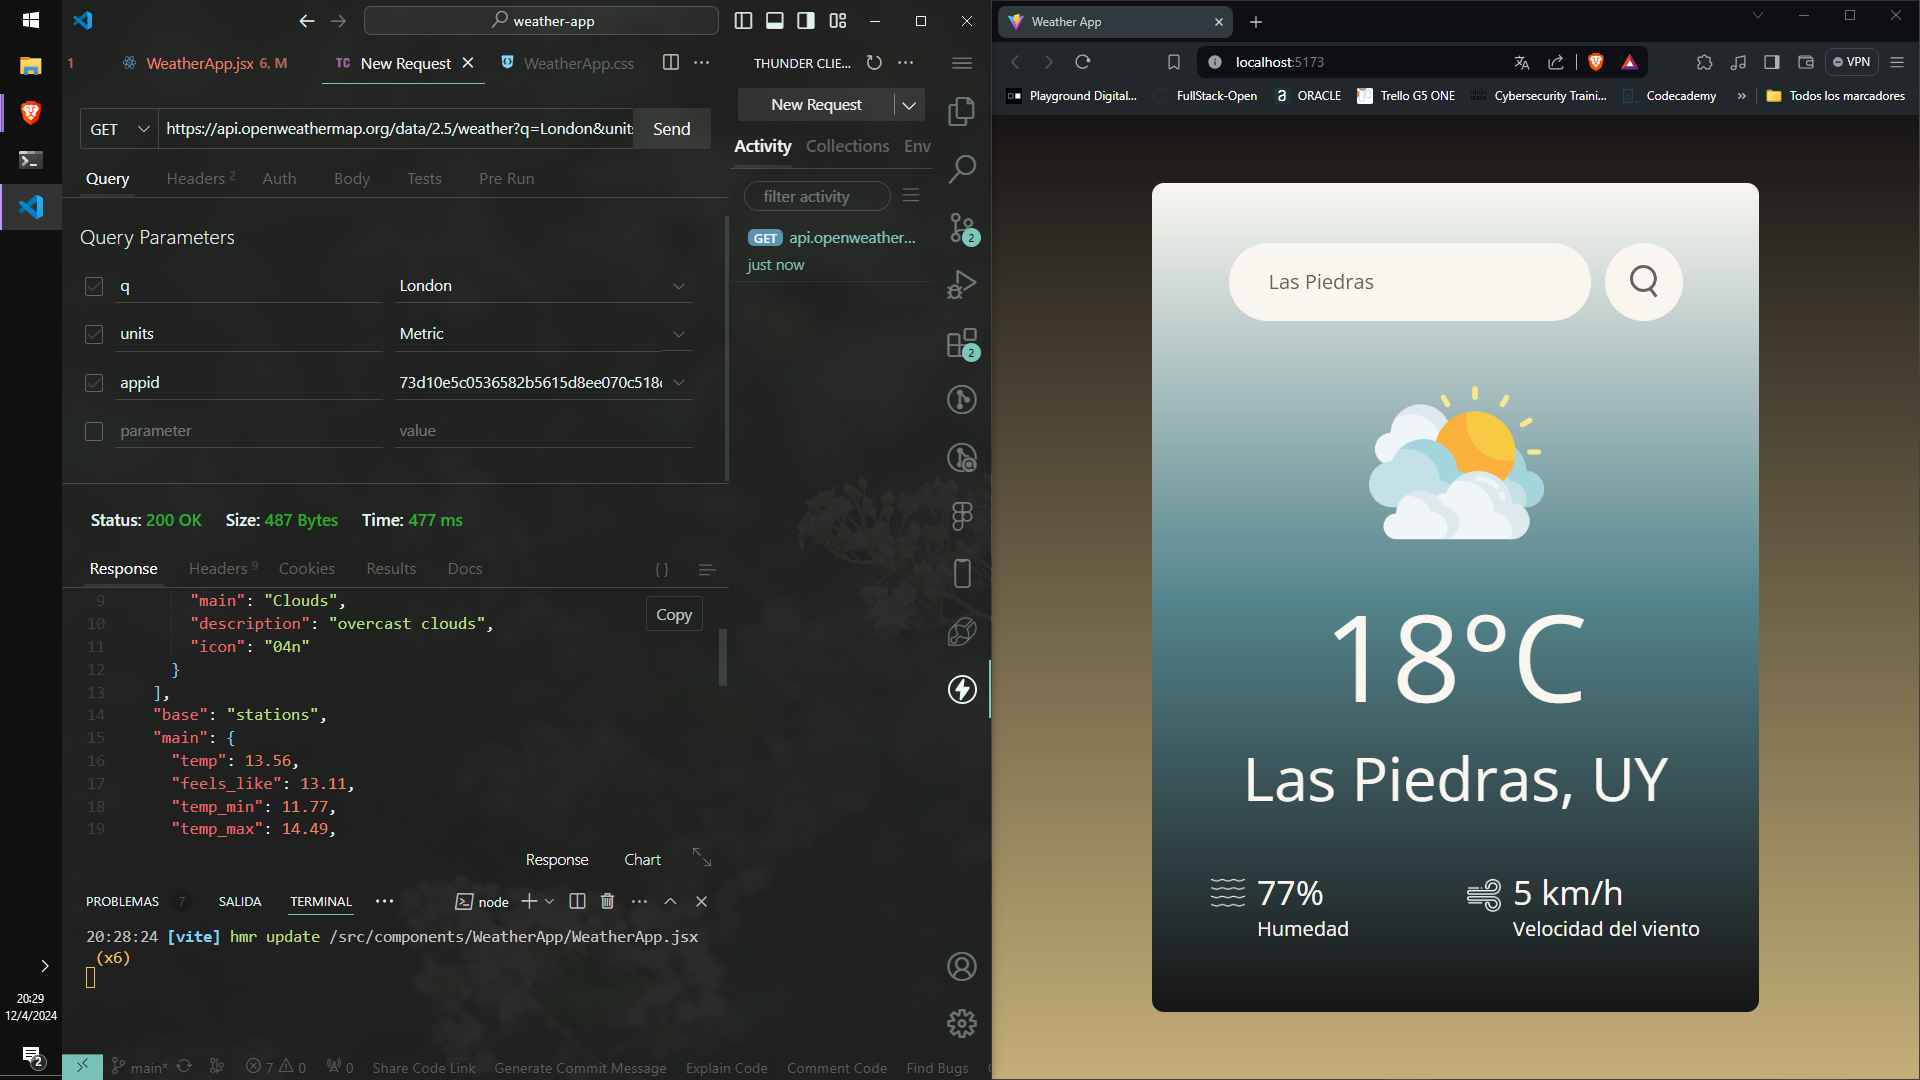 weather-app
1
WeatherApp.jsx 6, M
TC New Request
WeatherApp.css
THUNDER CLIE...
GET
https://api.openweathermap.org/data/2.5/weather?q=London&units
Send
Query
Headers 2
Auth
Body
Tests
Pre Run
Query Parameters
q
London
units
Metric
appid
73d10e5c0536582b5615d8ee070c518
parameter
value
Status: 200 OK
Size: 487 Bytes
Time: 477 ms
Response
Headers 9
Cookies
Results
Docs
{ }
Copy
9 "main": "Clouds",
10 "description": "overcast clouds",
11 "icon": "04n"
12 }
13 ],
14 "base": "stations",
15 "main": {
16 "temp": 13.56,
17 "feels_like": 13.11,
18 "temp_min": 11.77,
19 "temp_max": 14.49,
Response
Chart
PROBLEMAS 7
SALIDA
TERMINAL
node
20:28:24 [vite] hmr update /src/components/WeatherApp/WeatherApp.jsx
(x6)
New Request
Activity
Collections
Env
filter activity
GET api.openweather...
just now
2
2
20:29
12/4/2024
2
main*
7
0
0
Share Code Link
Generate Commit Message
Explain Code
Comment Code
Find Bugs
Weather App
localhost:5173
VPN
Playground Digital...
FullStack-Open
a ORACLE
Trello G5 ONE
Cybersecurity Traini...
Codecademy
»
Todos los marcadores
Las Piedras
18°C
Las Piedras, UY
77%
Humedad
5 km/h
Velocidad del viento